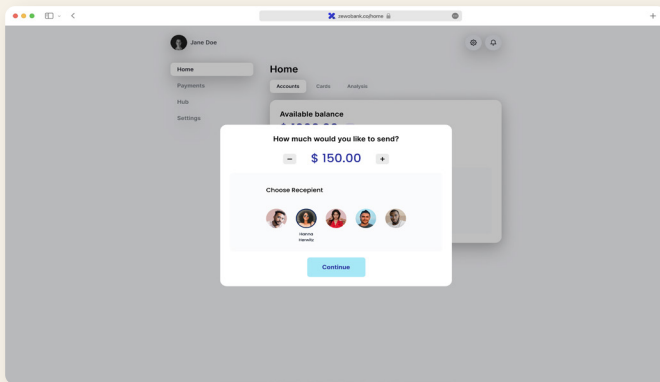 zewobank.co/home
Jane Doe
Home
Payments
Hub
Settings
Home
Accounts Cards Analysis
Available balance
How much would you like to send?
− $ 150.00 +
Choose Recepient
Hanna
Herwitz
Continue